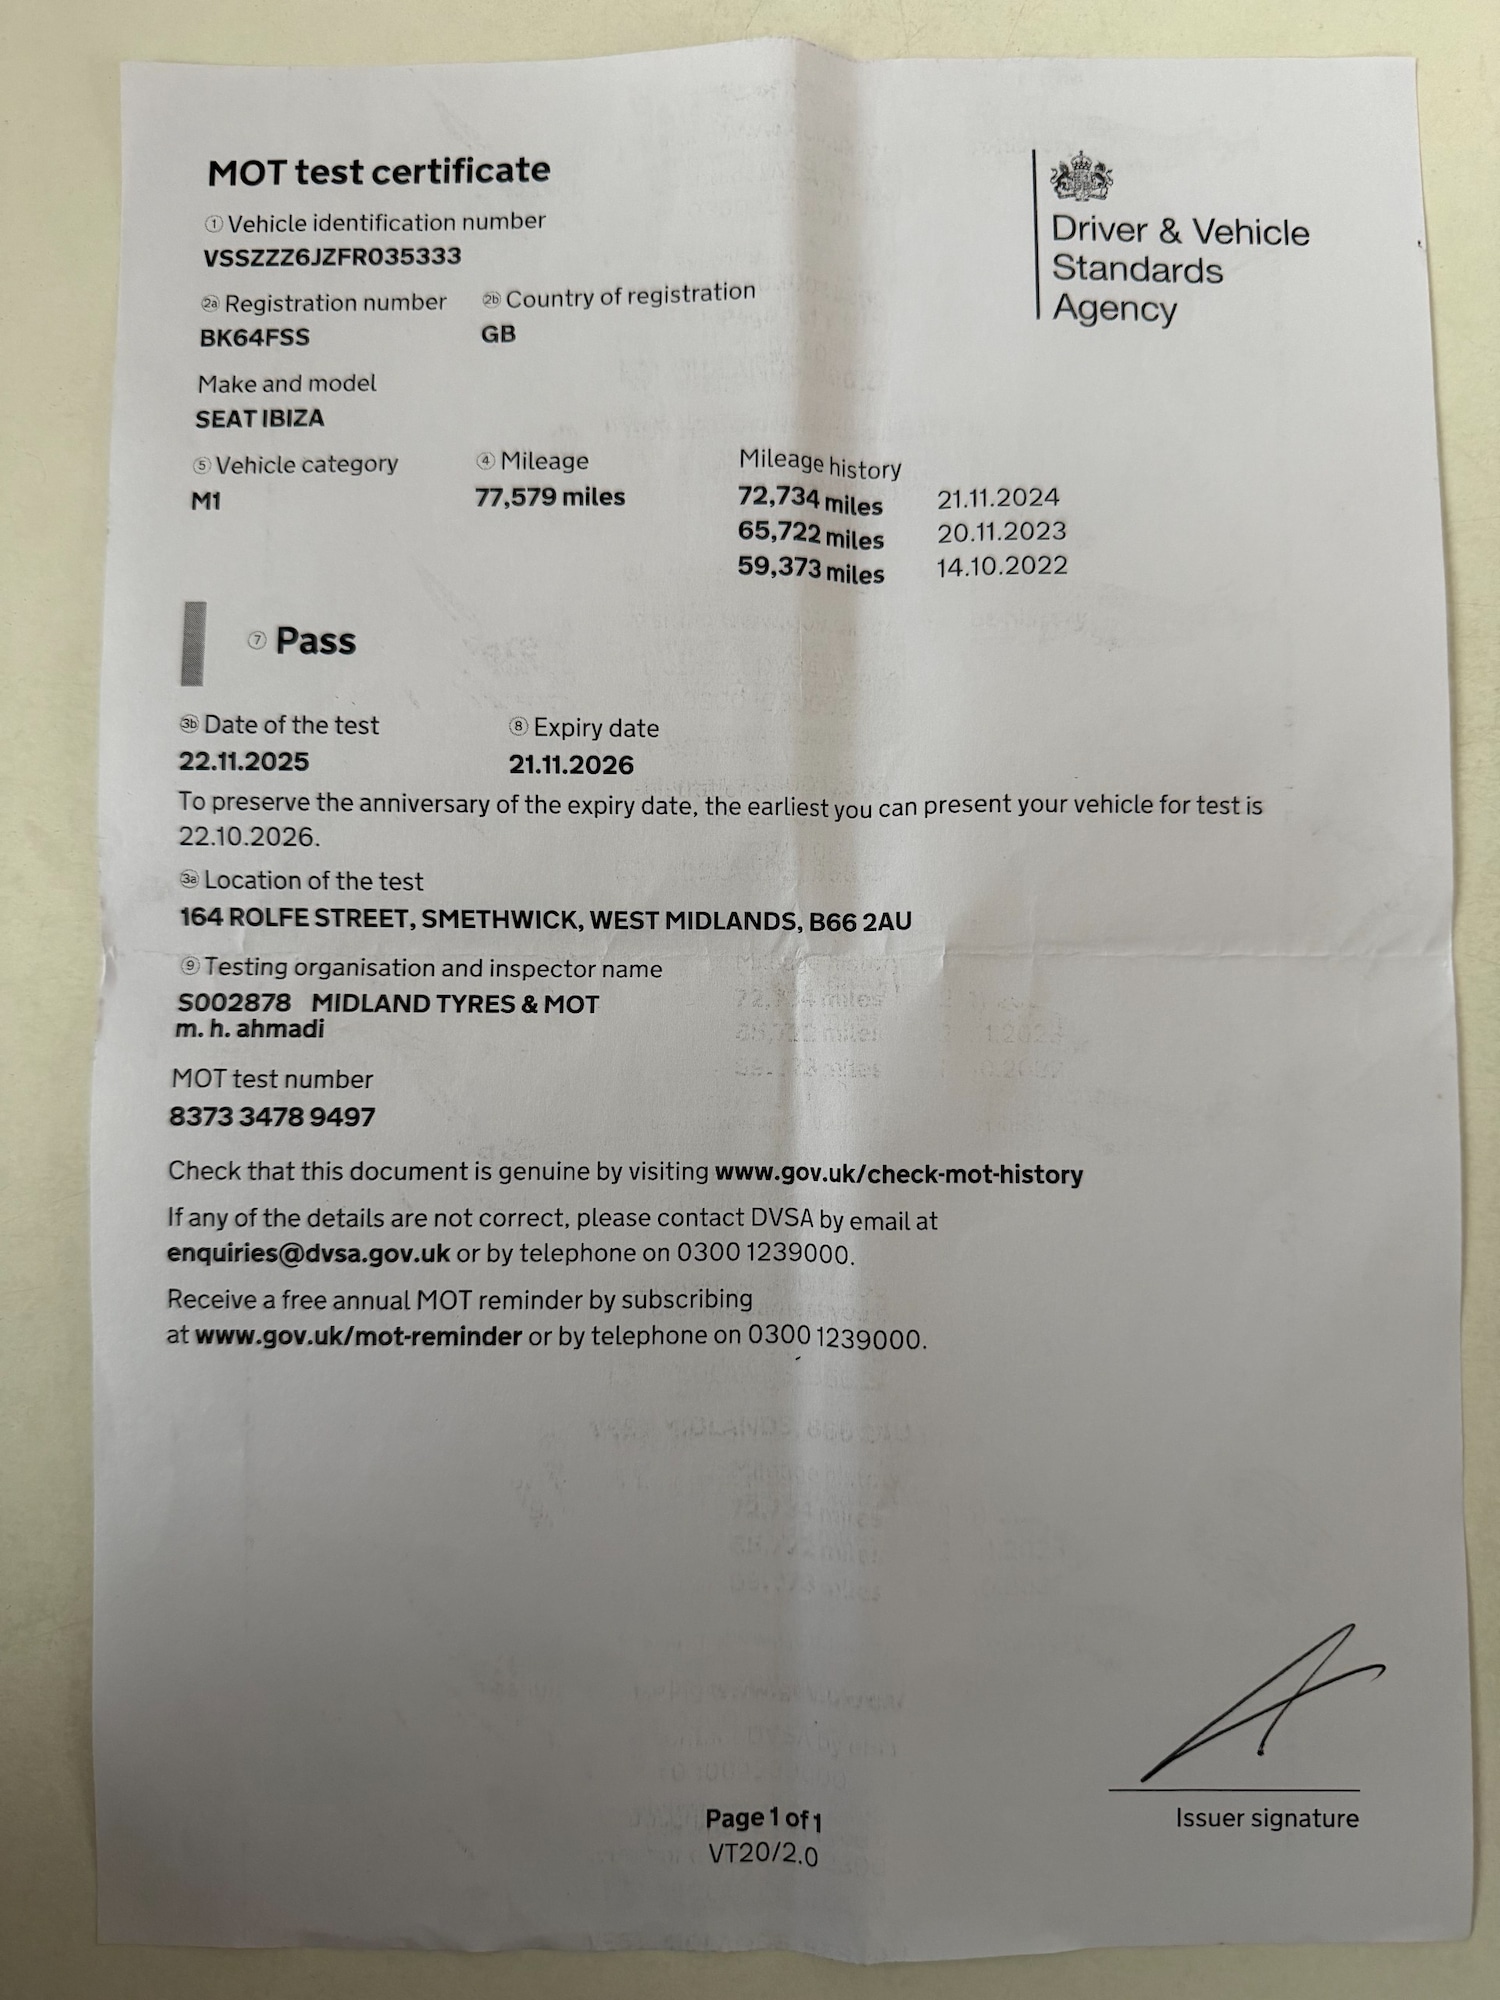 MOT test certificate
Driver & Vehicle
Standards
Agency
1 Vehicle identification number
VSSZZZ6JZFR035333
2a Registration number 2b Country of registration
BK64FSS GB
Make and model
SEAT IBIZA
5 Vehicle category 4 Mileage Mileage history
M1 77,579 miles 72,734 miles 21.11.2024
65,722 miles 20.11.2023
59,373 miles 14.10.2022
7 Pass
3b Date of the test 8 Expiry date
22.11.2025 21.11.2026
To preserve the anniversary of the expiry date, the earliest you can present your vehicle for test is
22.10.2026.
3a Location of the test
164 ROLFE STREET, SMETHWICK, WEST MIDLANDS, B66 2AU
9 Testing organisation and inspector name
S002878 MIDLAND TYRES & MOT
m. h. ahmadi
MOT test number
8373 3478 9497
Check that this document is genuine by visiting www.gov.uk/check-mot-history
If any of the details are not correct, please contact DVSA by email at
enquiries@dvsa.gov.uk or by telephone on 0300 1239000.
Receive a free annual MOT reminder by subscribing
at www.gov.uk/mot-reminder or by telephone on 0300 1239000.
Issuer signature
Page 1 of 1
VT20/2.0